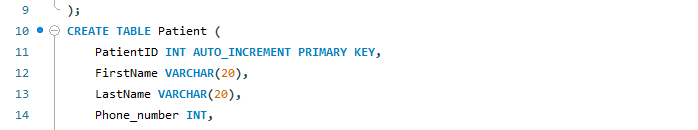 9 );
10 CREATE TABLE Patient (
11 PatientID INT AUTO_INCREMENT PRIMARY KEY,
12 FirstName VARCHAR(20),
13 LastName VARCHAR(20),
14 Phone_number INT,